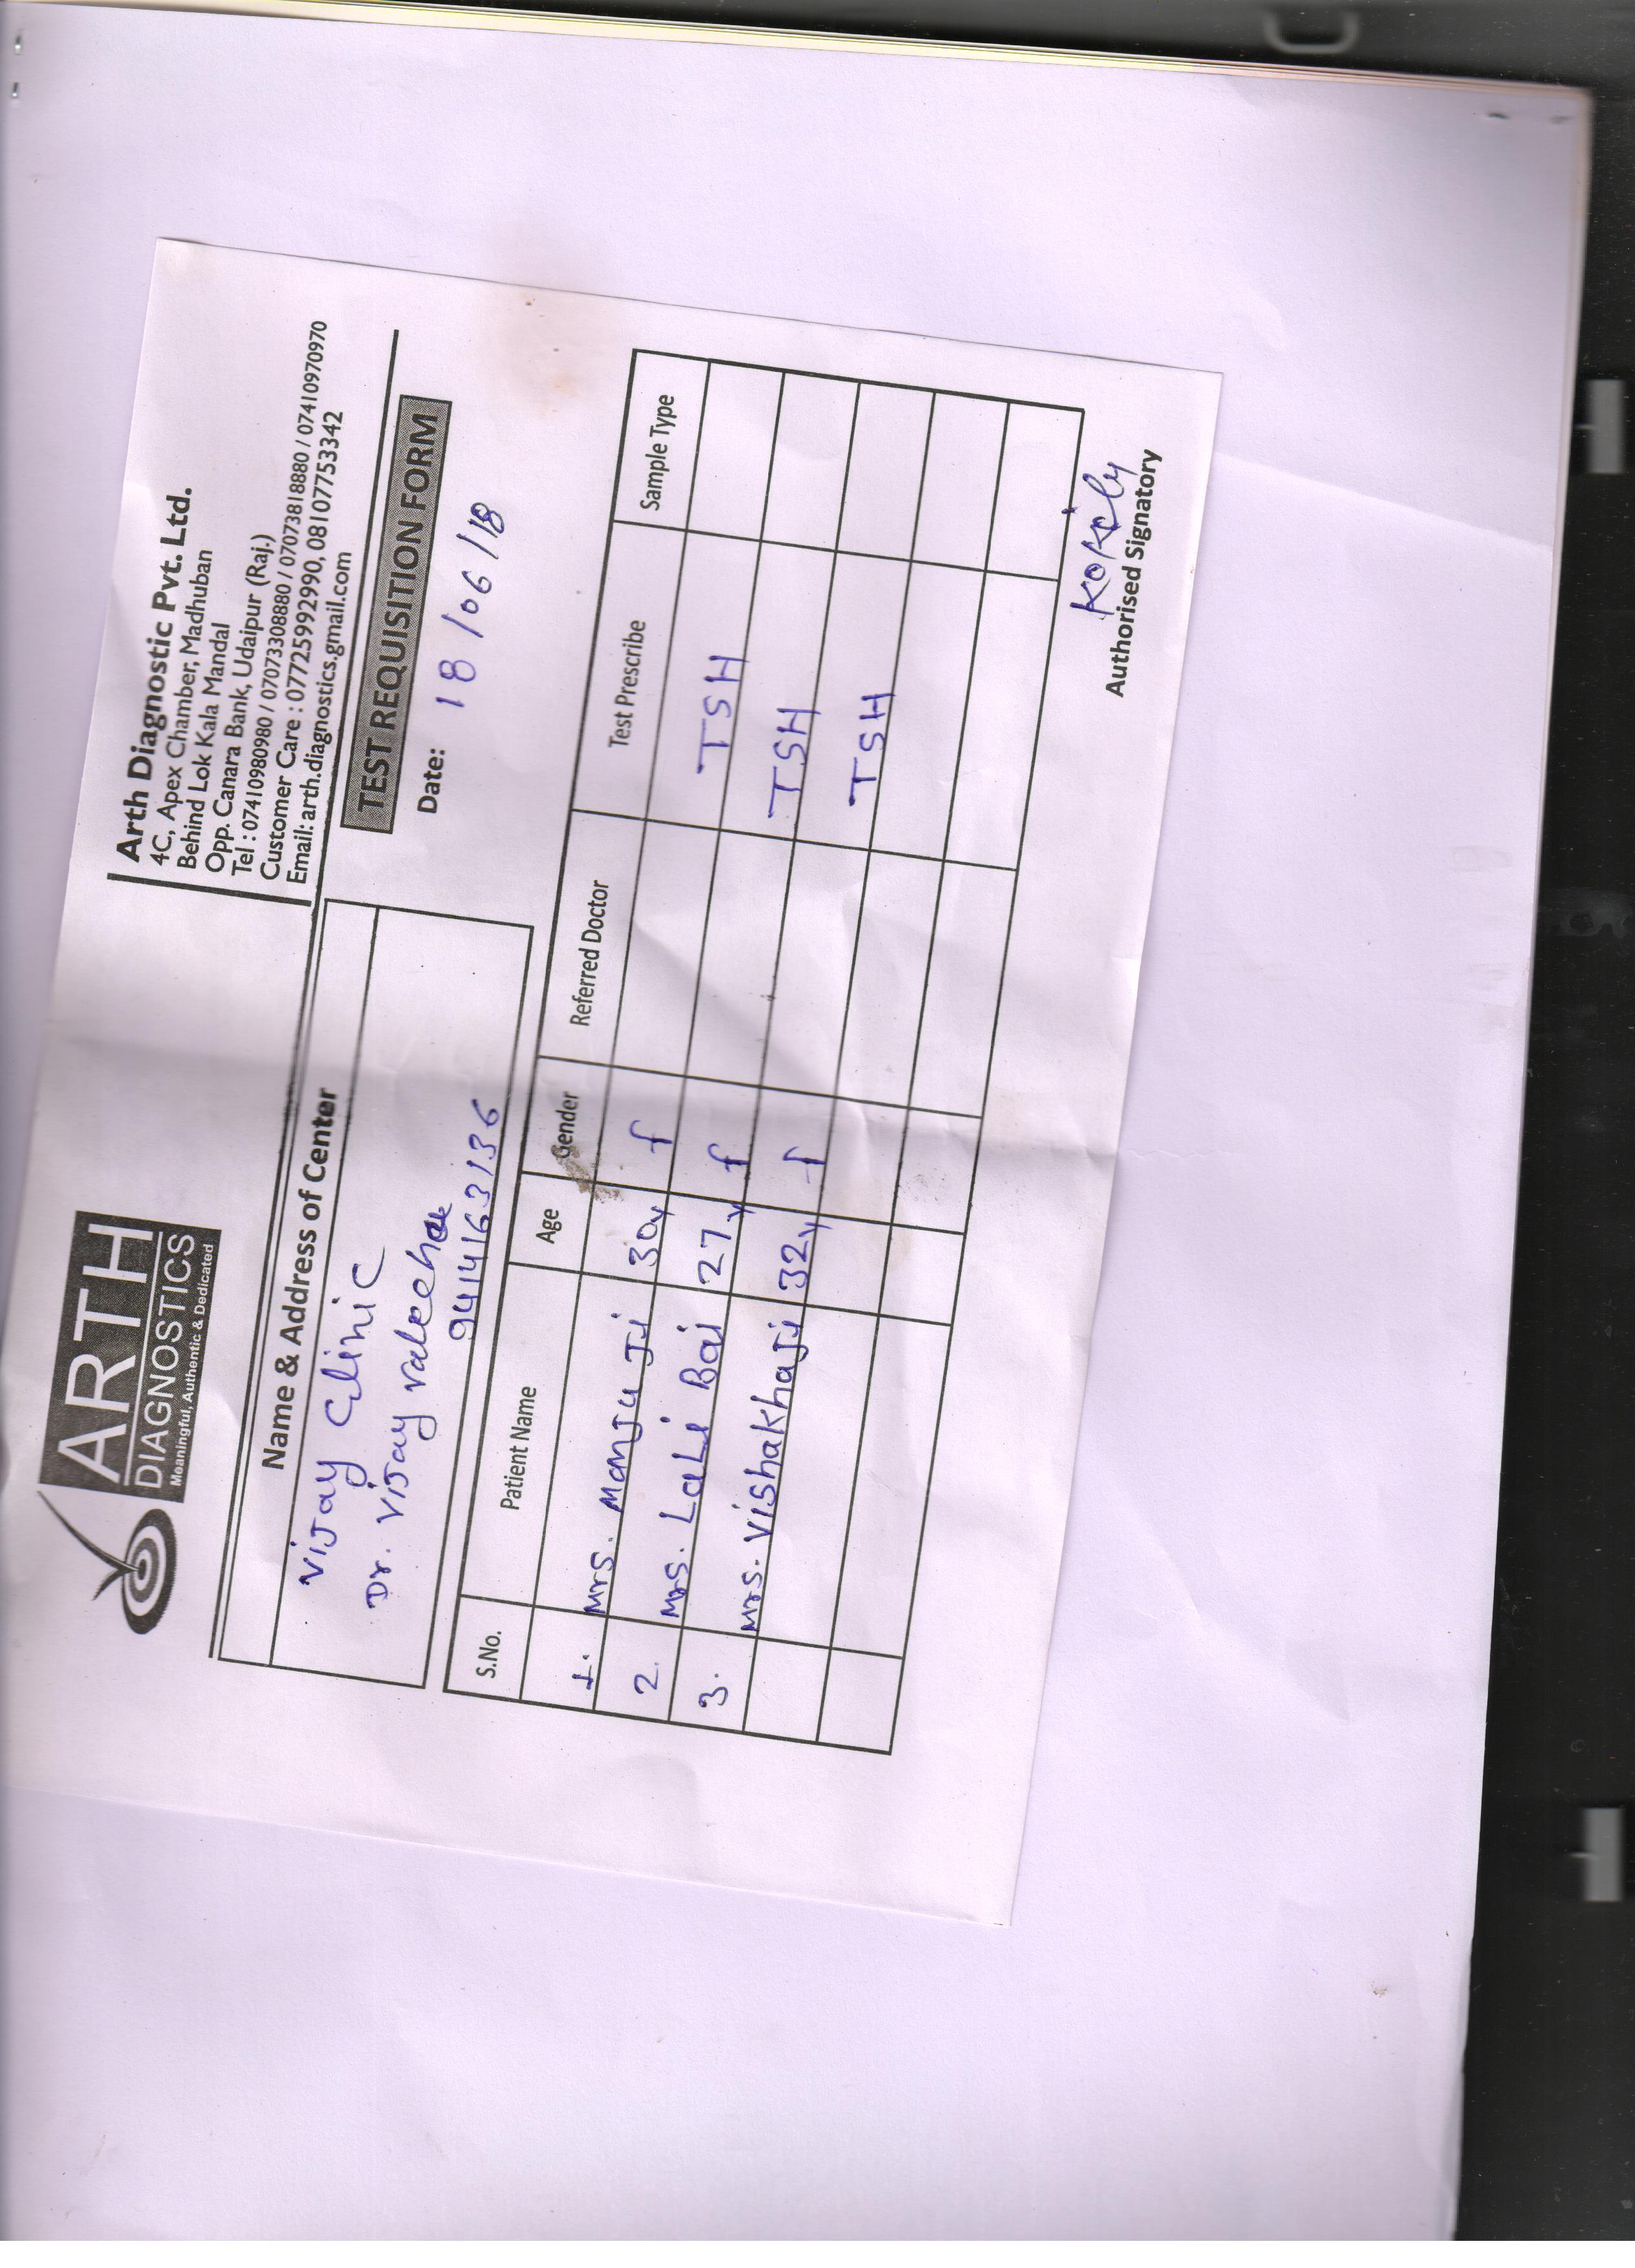 ARTH
DIAGNOSTICS
Meaningful, Authentic & Dedicated
Arth Diagnostic Pvt. Ltd.
4C, Apex Chamber, Madhuban
Behind Lok Kala Mandal
Opp. Canara Bank, Udaipur (Raj.)
Tel : 07410980980 / 07073308880 / 07073818880 / 07410970970
Customer Care : 07725992990, 08107753342
Email: arth.diagnostics.gmail.com
Name & Address of Center
Vijay Clinic
Dr. Vijay
9414163136
TEST REQUISITION FORM
Date: 18/06/18
S.No. Patient Name Age Gender Referred Doctor Test Prescribe Sample Type
1. Mrs. Manju Ji 30y f TSH
2. Mrs. Lali Bai 27y f TSH
3. Mrs. Vishakha Ji 32y f TSH
Authorised Signatory